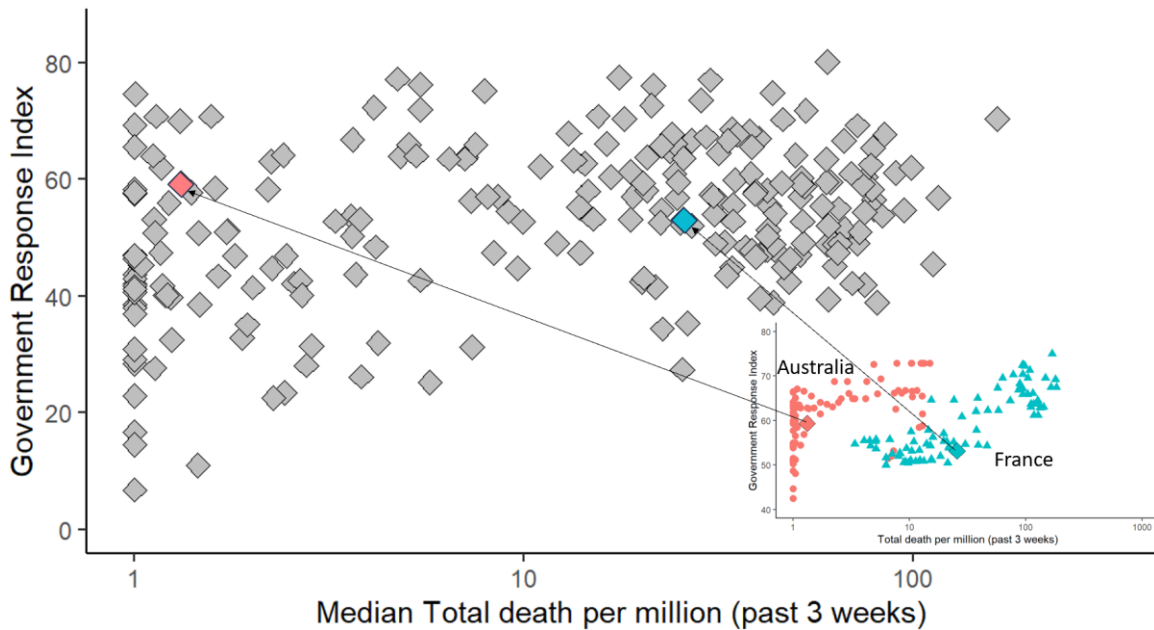 Government Response Index
80
60
40
20
0
1
10
100
Median Total death per million (past 3 weeks)
Government Response Index
80
70
60
50
40
Australia
France
1
10
100
1000
Total death per million (past 3 weeks)